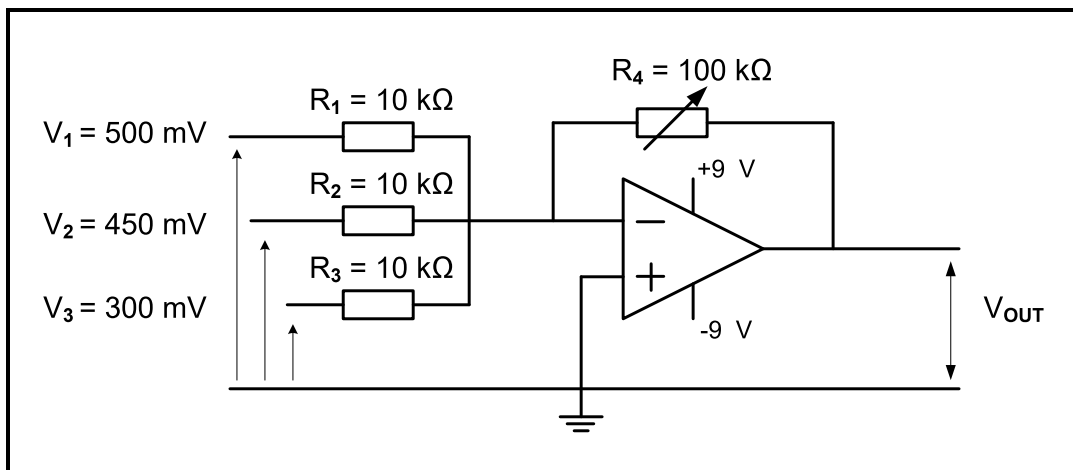 R₄ = 100 kΩ
R₁ = 10 kΩ
V₁ = 500 mV
+9 V
R₂ = 10 kΩ
V₂ = 450 mV
−
R₃ = 10 kΩ
+
V₃ = 300 mV
V_OUT
-9 V